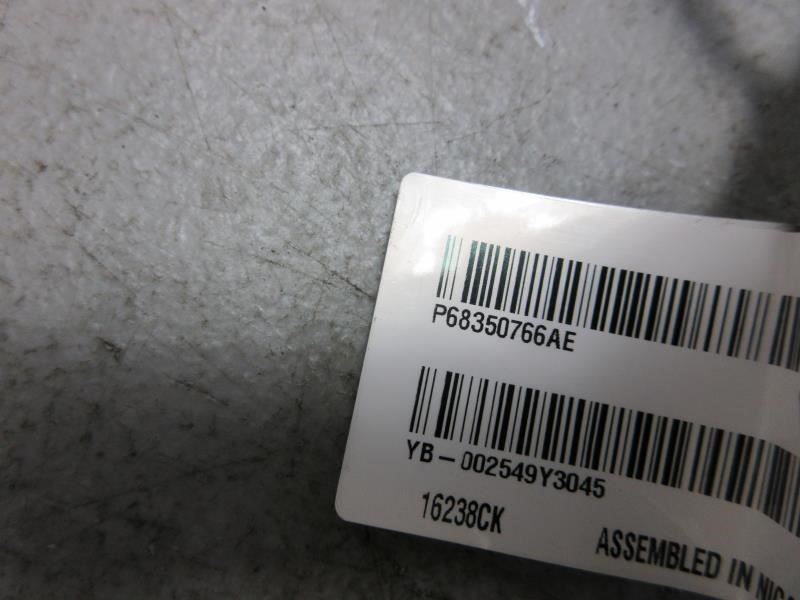 P68350766AE
YB-002549Y3045
16238CK
ASSEMBLED IN